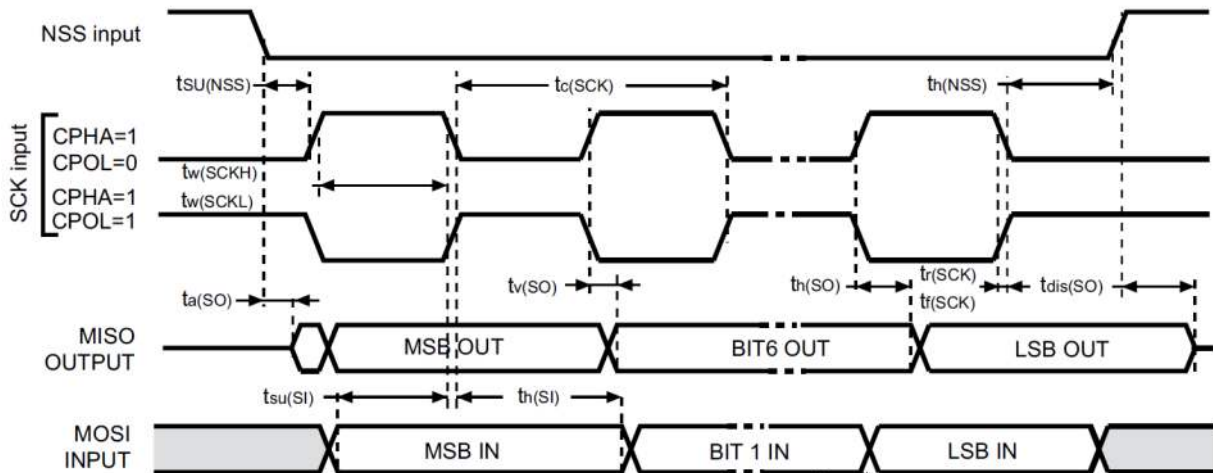 NSS input
tSU(NSS)
tc(SCK)
th(NSS)
SCK input
CPHA=1
CPOL=0
tw(SCKH)
CPHA=1
tw(SCKL)
CPOL=1
ta(SO)
tv(SO)
th(SO)
tr(SCK)
tf(SCK)
tdis(SO)
MISO
OUTPUT
MSB OUT
BIT6 OUT
LSB OUT
tsu(SI)
th(SI)
MOSI
INPUT
MSB IN
BIT 1 IN
LSB IN